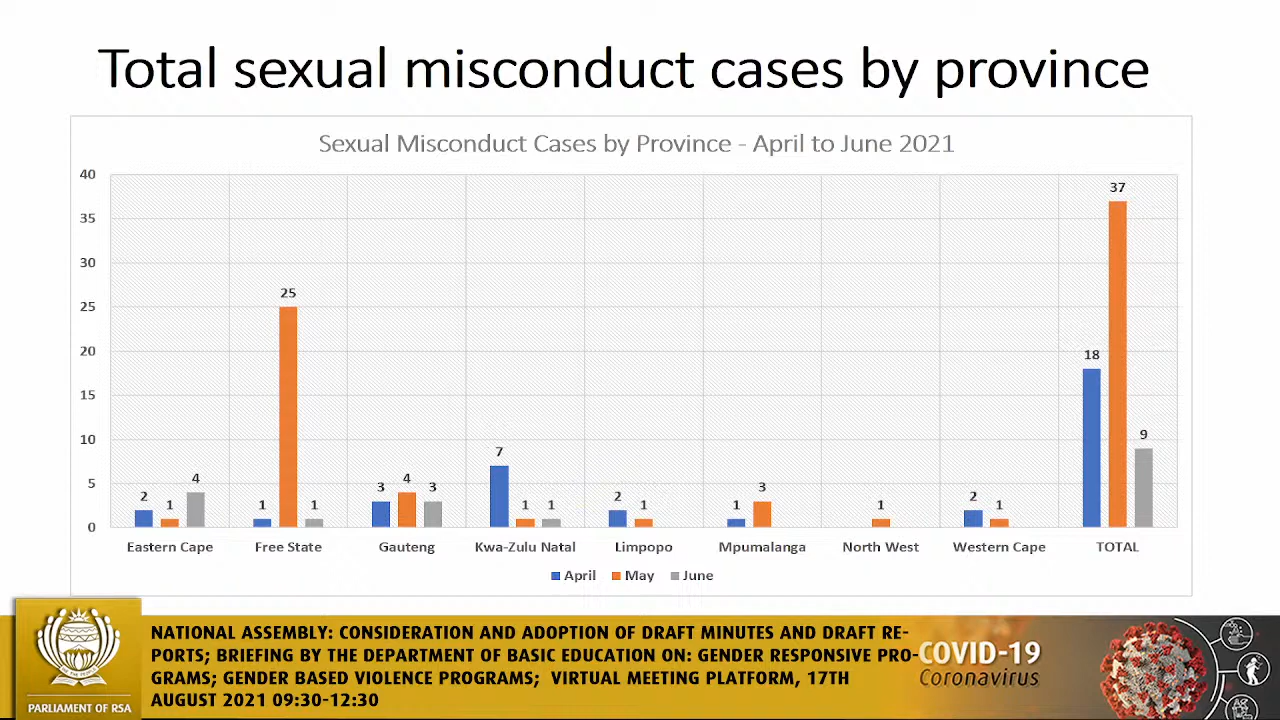 Total sexual misconduct cases by province
Sexual Misconduct Cases by Province - April to June 2021
40
35
30
25
20
15
10
5
0
2 1 4
1 25 1
3 4 3
7 1 1
2 1
1 3
1
2 1
18 37 9
Eastern Cape Free State Gauteng Kwa-Zulu Natal Limpopo Mpumalanga North West Western Cape TOTAL
April May June
PARLIAMENT OF RSA
NATIONAL ASSEMBLY: CONSIDERATION AND ADOPTION OF DRAFT MINUTES AND DRAFT RE-
PORTS; BRIEFING BY THE DEPARTMENT OF BASIC EDUCATION ON: GENDER RESPONSIVE PRO-
GRAMS; GENDER BASED VIOLENCE PROGRAMS; VIRTUAL MEETING PLATFORM, 17TH
AUGUST 2021 09:30-12:30
COVID-19
Coronavirus